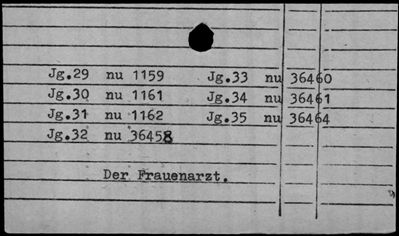 Jg.29 nu 1159 Jg.33 nu 36460
Jg.30 nu 1161 Jg.34 nu 36461
Jg.31 nu 1162 Jg.35 nu 36464
Jg.32 nu 36458
Der Frauenarzt.